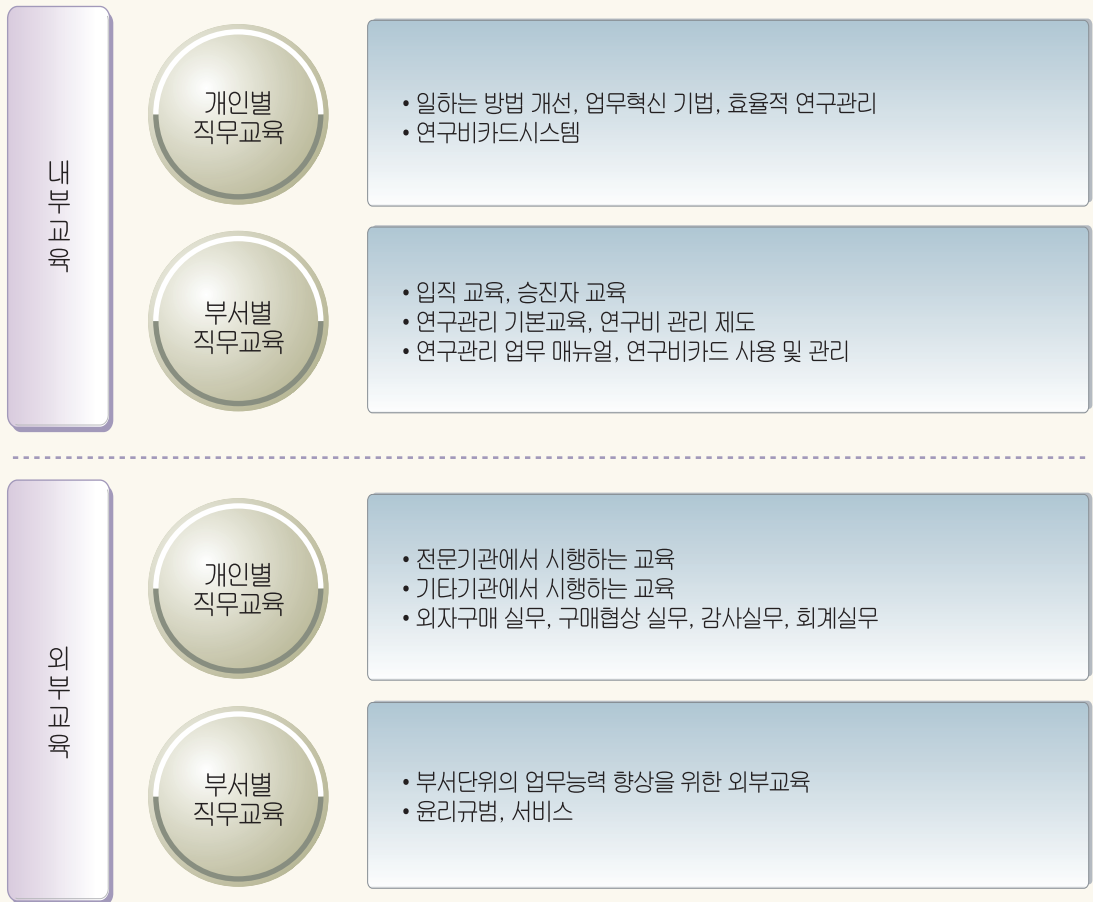 내부교육
개인별
직무교육
• 일하는 방법 개선, 업무혁신 기법, 효율적 연구관리
• 연구비카드시스템
부서별
직무교육
• 입직 교육, 승진자 교육
• 연구관리 기본교육, 연구비 관리 제도
• 연구관리 업무 매뉴얼, 연구비카드 사용 및 관리
외부교육
개인별
직무교육
• 전문기관에서 시행하는 교육
• 기타기관에서 시행하는 교육
• 외자구매 실무, 구매협상 실무, 감사실무, 회계실무
부서별
직무교육
• 부서단위의 업무능력 향상을 위한 외부교육
• 윤리규범, 서비스